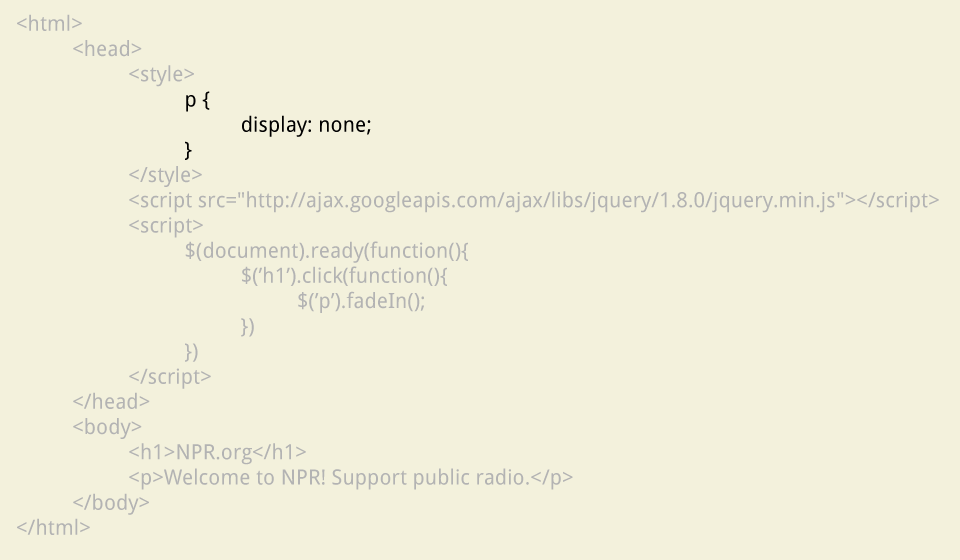 <html>
<head>
<style>
p {
display: none;
}
</style>
<script src="http://ajax.googleapis.com/ajax/libs/jquery/1.8.0/jquery.min.js"></script>
<script>
$(document).ready(function(){
$(’h1’).click(function(){
$(’p’).fadeIn();
})
})
</script>
</head>
<body>
<h1>NPR.org</h1>
<p>Welcome to NPR! Support public radio.</p>
</body>
</html>